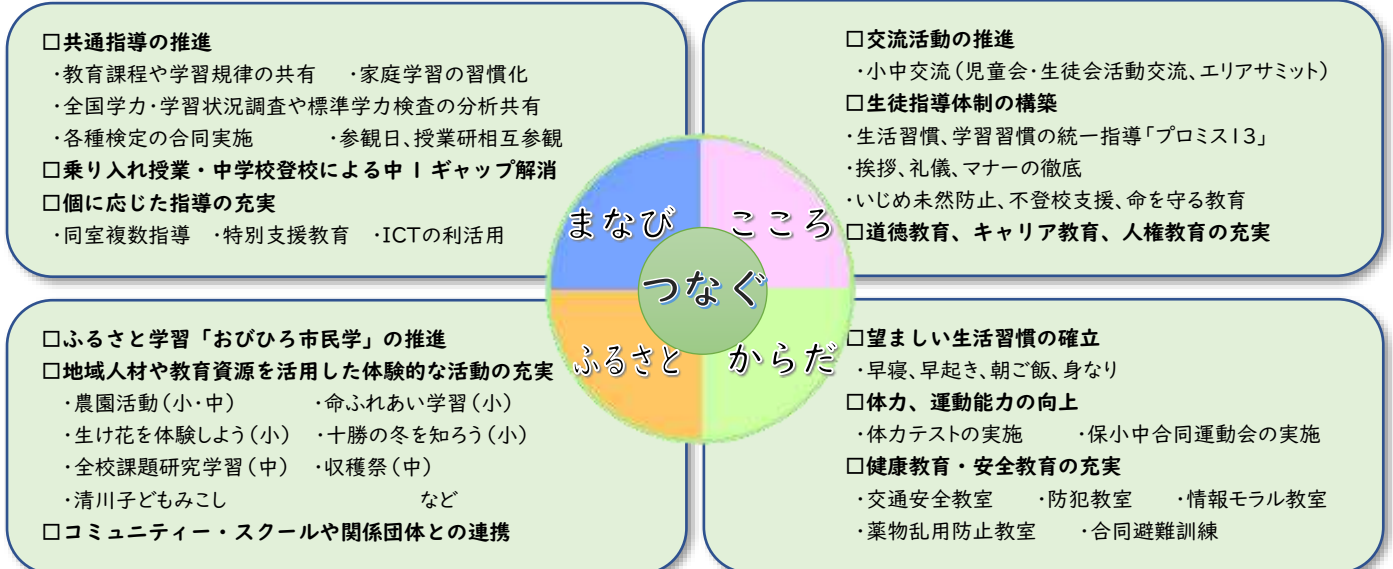 □共通指導の推進
・教育課程や学習規律の共有　・家庭学習の習慣化
・全国学力・学習状況調査や標準学力検査の分析共有
・各種検定の合同実施　・参観日、授業研相互参観
□乗り入れ授業・中学校登校による中１ギャップ解消
□個に応じた指導の充実
・同室複数指導　・特別支援教育　・ICTの利活用
□交流活動の推進
・小中交流（児童会・生徒会活動交流、エリアサミット）
□生徒指導体制の構築
・生活習慣、学習習慣の統一指導「プロミス１３」
・挨拶、礼儀、マナーの徹底
・いじめ未然防止、不登校支援、命を守る教育
□道徳教育、キャリア教育、人権教育の充実
まなび　こころ
つなぐ
ふるさと　からだ
□ふるさと学習「おびひろ市民学」の推進
□地域人材や教育資源を活用した体験的な活動の充実
・農園活動（小・中）　・命ふれあい学習（小）
・生け花を体験しよう（小）　・十勝の冬を知ろう（小）
・全校課題研究学習（中）　・収穫祭（中）
・清川子どもみこし　など
□コミュニティー・スクールや関係団体との連携
□望ましい生活習慣の確立
・早寝、早起き、朝ご飯、身なり
□体力、運動能力の向上
・体力テストの実施　・保小中合同運動会の実施
□健康教育・安全教育の充実
・交通安全教室　・防犯教室　・情報モラル教室
・薬物乱用防止教室　・合同避難訓練